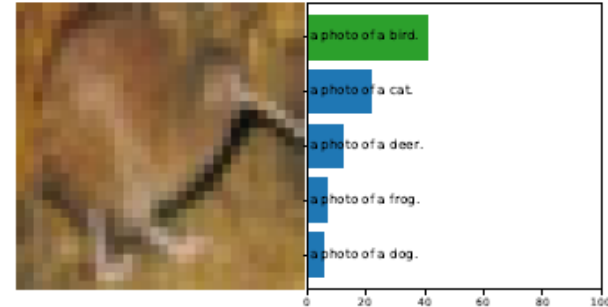 a photo of a bird.
a photo of a cat.
a photo of a deer.
a photo of a frog.
a photo of a dog.
0 20 40 60 80 100